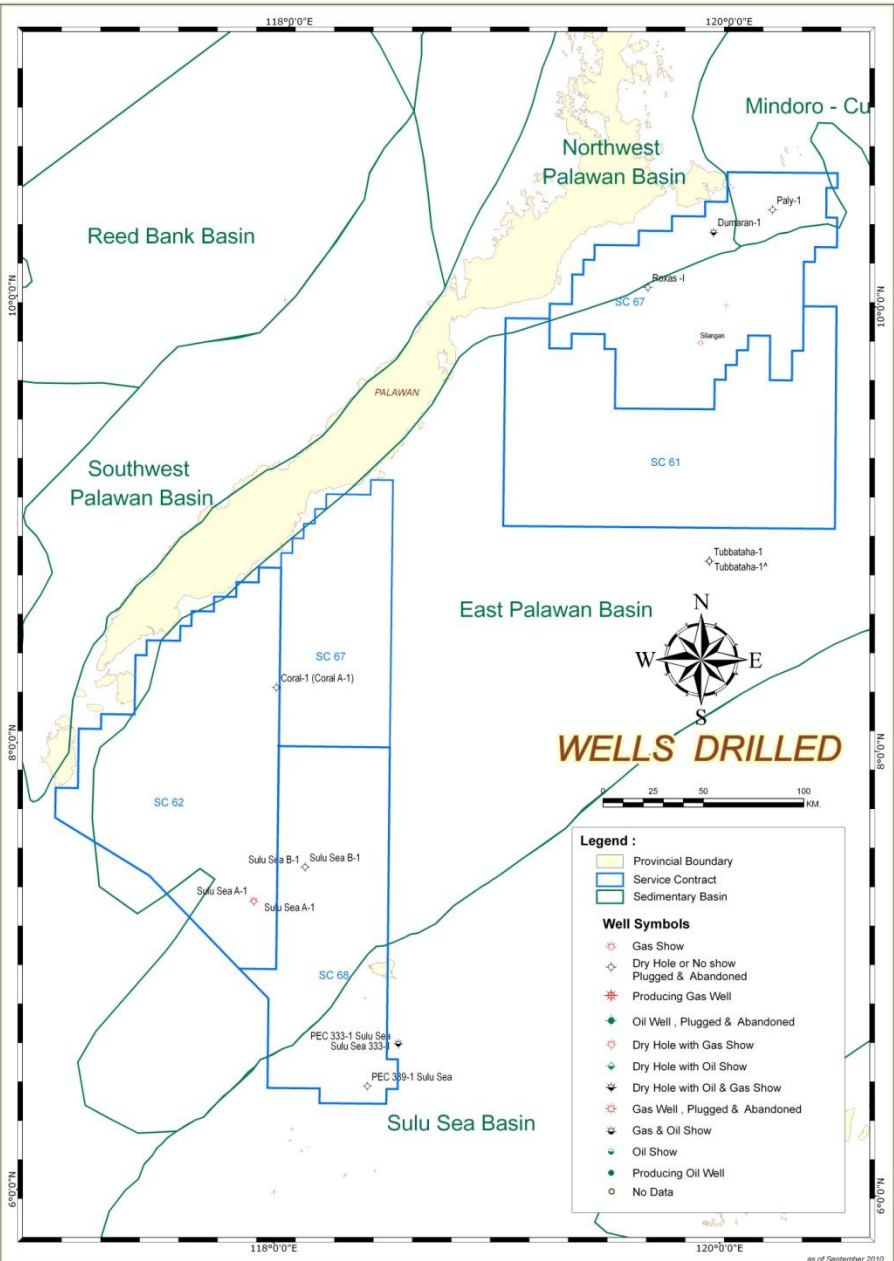 118°0'0"E
120°0'0"E
Mindoro - Cu
Northwest
Palawan Basin
Paly-1
Dumaran-1
Reed Bank Basin
Roxas -I
SC 67
10°0'0"N
10°0'0"N
Silangan
PALAWAN
SC 61
Southwest
Palawan Basin
Tubbataha-1
Tubbataha-1^
East Palawan Basin
N
W
E
S
SC 67
Coral-1 (Coral A-1)
WELLS DRILLED
8°0'0"N
8°0'0"N
0 25 50 100
KM.
SC 62
Sulu Sea B-1
Sulu Sea B-1
Sulu Sea A-1
Sulu Sea A-1
SC 68
PEC 333-1 Sulu Sea
Sulu Sea 333-1
PEC 389-1 Sulu Sea
Sulu Sea Basin
Legend :
Provincial Boundary
Service Contract
Sedimentary Basin
Well Symbols
Gas Show
Dry Hole or No show
Plugged & Abandoned
Producing Gas Well
Oil Well , Plugged & Abandoned
Dry Hole with Gas Show
Dry Hole with Oil Show
Dry Hole with Oil & Gas Show
Gas Well , Plugged & Abandoned
Gas & Oil Show
Oil Show
Producing Oil Well
No Data
6°0'0"N
6°0'0"N
118°0'0"E
120°0'0"E
as of September 2010